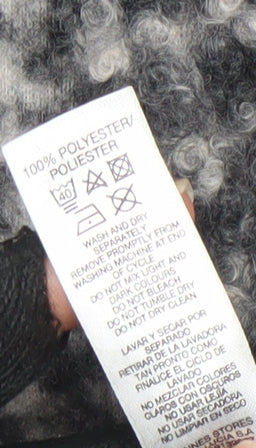 100% POLYESTER/
POLIESTER
40
WASH AND DRY
SEPARATELY
REMOVE PROMPTLY FROM
WASHING MACHINE AT END
OF CYCLE
DO NOT MIX LIGHT AND
DARK COLOURS
DO NOT BLEACH
DO NOT TUMBLE DRY
DO NOT DRY CLEAN
LAVAR Y SECAR POR
SEPARADO
RETIRAR DE LA LAVADORA
TAN PRONTO COMO
FINALICE EL CICLO DE
LAVADO
NO MEZCLAR COLORES
CLAROS CON OSCUROS
NO USAR LEJÍA
NO USAR SECADORA
NO LIMPIAR EN SECO
STORES
S.A